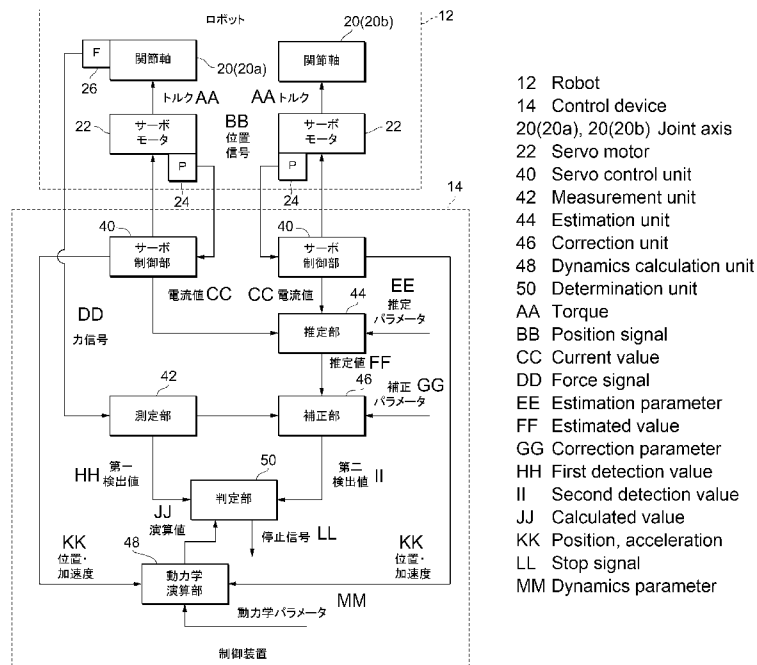 ロボット
12
F
関節軸
20(20a)
26
20(20b)
関節軸
トルク AA
AA トルク
22
サーボ
モータ
P
24
BB
位置
信号
サーボ
モータ
22
P
24
14
40
サーボ
制御部
40
サーボ
制御部
電流値 CC
CC 電流値
DD
力信号
44
推定部
EE
推定
パラメータ
推定値 FF
42
測定部
46
補正部
補正 GG
パラメータ
HH 第一
検出値
50
判定部
第二
検出値 II
JJ
演算値
停止信号 LL
KK
位置・
加速度
48
動力学
演算部
KK
位置・
加速度
MM
動力学パラメータ
制御装置
12 Robot
14 Control device
20(20a), 20(20b) Joint axis
22 Servo motor
40 Servo control unit
42 Measurement unit
44 Estimation unit
46 Correction unit
48 Dynamics calculation unit
50 Determination unit
AA Torque
BB Position signal
CC Current value
DD Force signal
EE Estimation parameter
FF Estimated value
GG Correction parameter
HH First detection value
II Second detection value
JJ Calculated value
KK Position, acceleration
LL Stop signal
MM Dynamics parameter